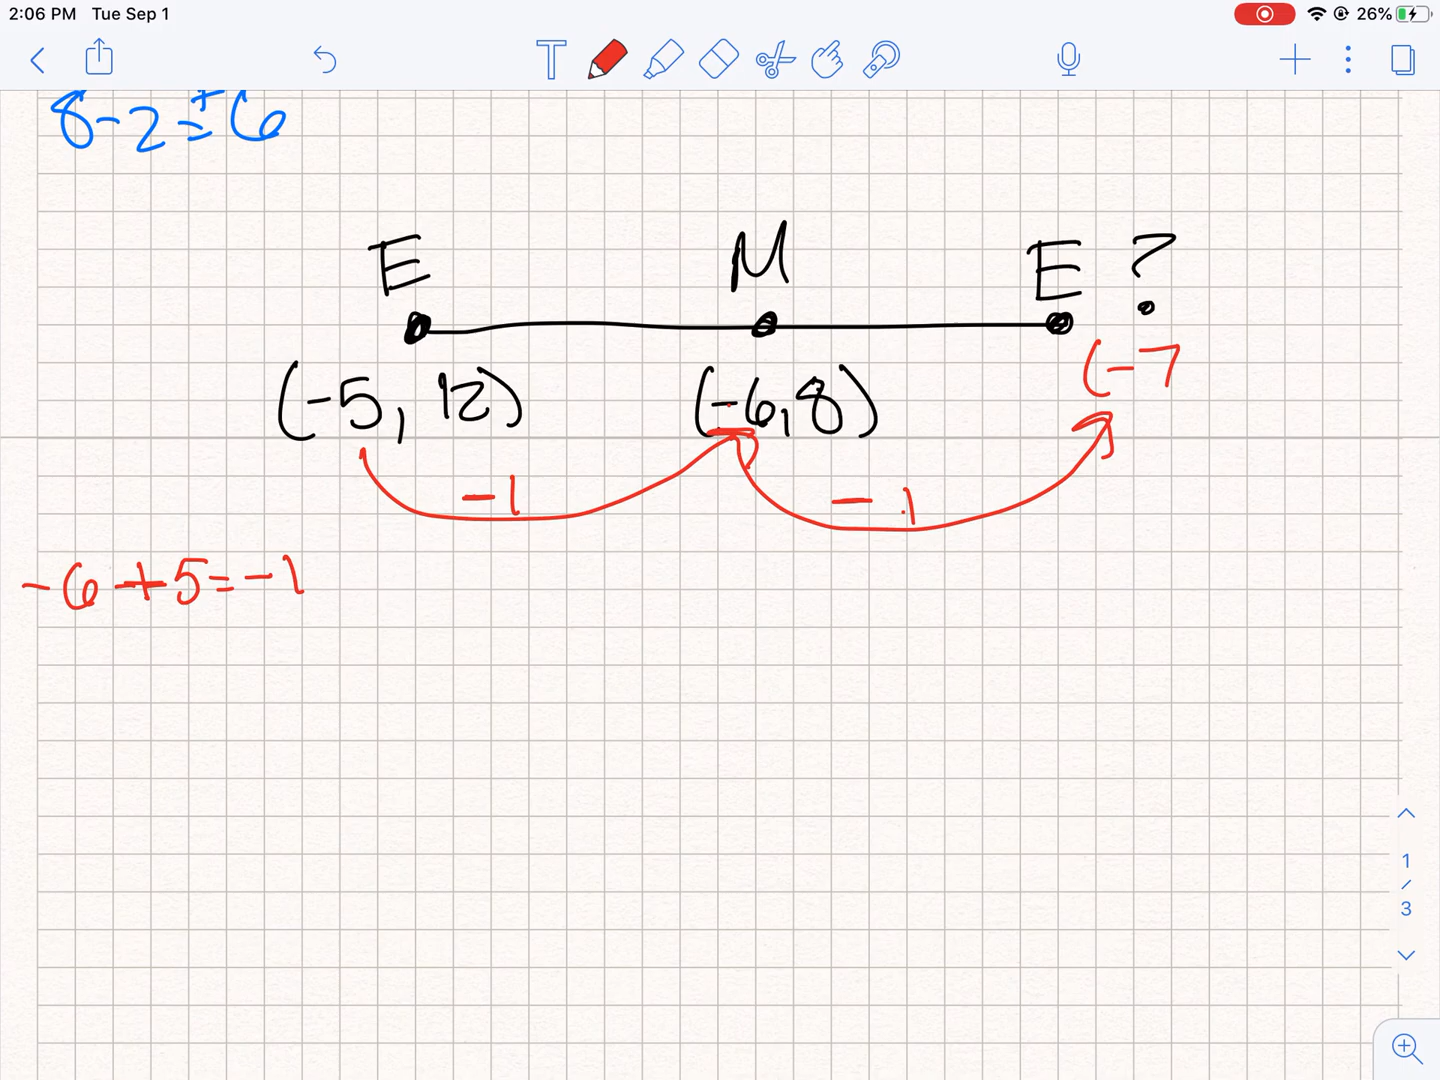 2:06 PM Tue Sep 1
26%
T
8-2=+6
E M E ?
(-5, 12) (-6,8) (-7
-1 -1
-6+5=-1
1
/
3